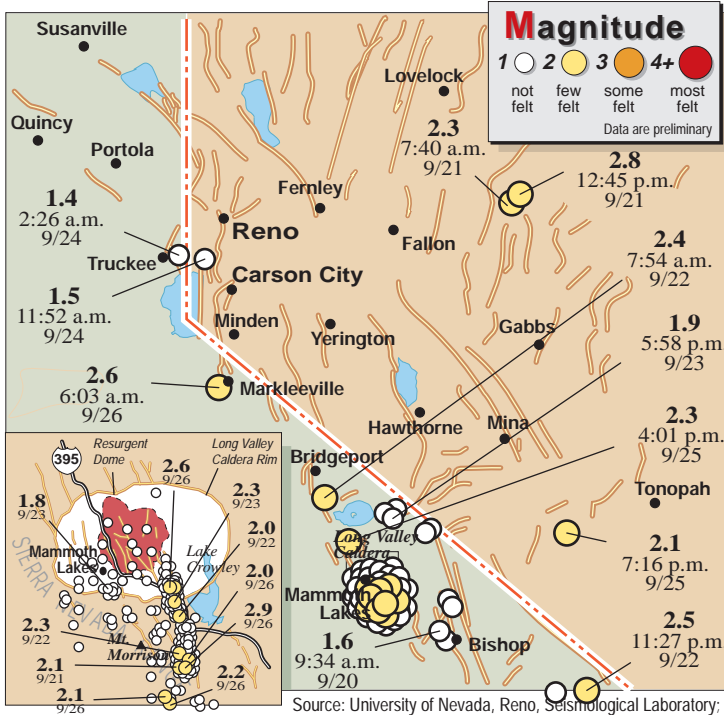 Magnitude
1 2 3 4+
not felt
few felt
some felt
most felt
Data are preliminary
Susanville
Lovelock
Quincy
Portola
2.3
7:40 a.m.
9/21
2.8
12:45 p.m.
9/21
1.4
2:26 a.m.
9/24
Fernley
Reno
Fallon
Truckee
2.4
7:54 a.m.
9/22
Carson City
1.5
11:52 a.m.
9/24
Minden
Yerington
Gabbs
1.9
5:58 p.m.
9/23
2.6
6:03 a.m.
9/26
Markleeville
Hawthorne
Mina
2.3
4:01 p.m.
9/25
Bridgeport
Tonopah
Long Valley
Caldera
2.1
7:16 p.m.
9/25
Mammoth
Lakes
1.6
9:34 a.m.
9/20
Bishop
2.5
11:27 p.m.
9/22
395
Resurgent
Dome
Long Valley
Caldera Rim
2.6
9/26
1.8
9/23
2.3
9/23
2.0
9/22
Mammoth
Lakes
Lake
Crowley
2.0
9/26
SIERRA NEVADA
2.9
9/26
2.3
9/22
Mt.
Morrison
2.1
9/21
2.2
9/26
2.1
9/26
Source: University of Nevada, Reno, Seismological Laboratory;